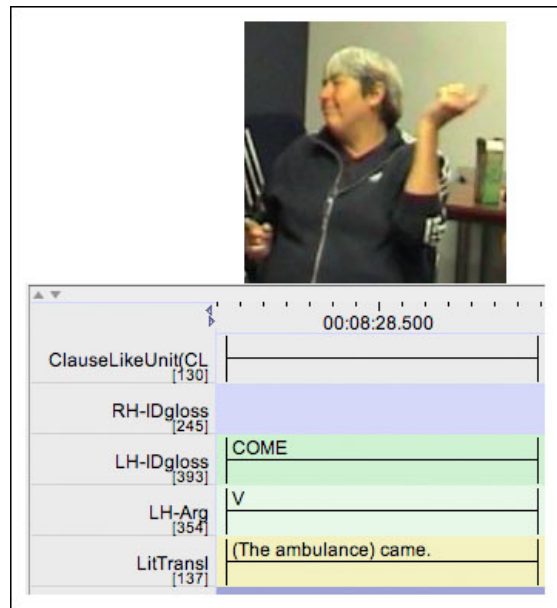 00:08:28.500
ClauseLikeUnit(CL
[130]
RH-IDgloss
[245]
LH-IDgloss
[393]
COME
LH-Arg
[354]
V
LitTransl
[137]
(The ambulance) came.